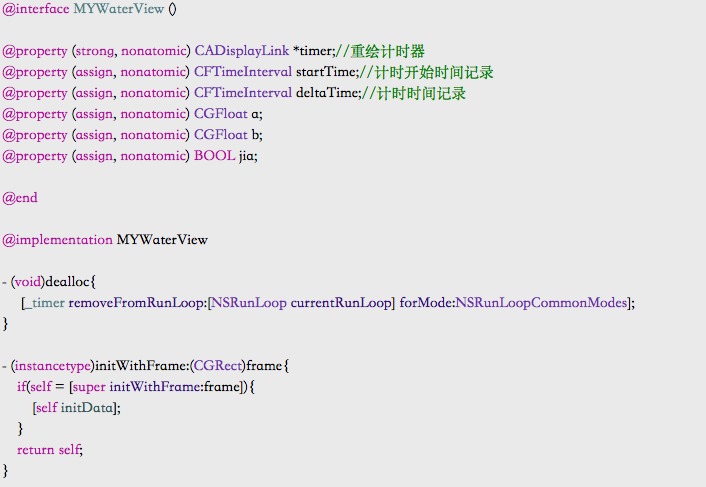 @interface MYWaterView ()
@property (strong, nonatomic) CADisplayLink *timer;//重绘计时器
@property (assign, nonatomic) CFTimeInterval startTime;//计时开始时间记录
@property (assign, nonatomic) CFTimeInterval deltaTime;//计时时间记录
@property (assign, nonatomic) CGFloat a;
@property (assign, nonatomic) CGFloat b;
@property (assign, nonatomic) BOOL jia;
@end
@implementation MYWaterView
- (void)dealloc{
[_timer removeFromRunLoop:[NSRunLoop currentRunLoop] forMode:NSRunLoopCommonModes];
}
- (instancetype)initWithFrame:(CGRect)frame{
if(self = [super initWithFrame:frame]){
[self initData];
}
return self;
}